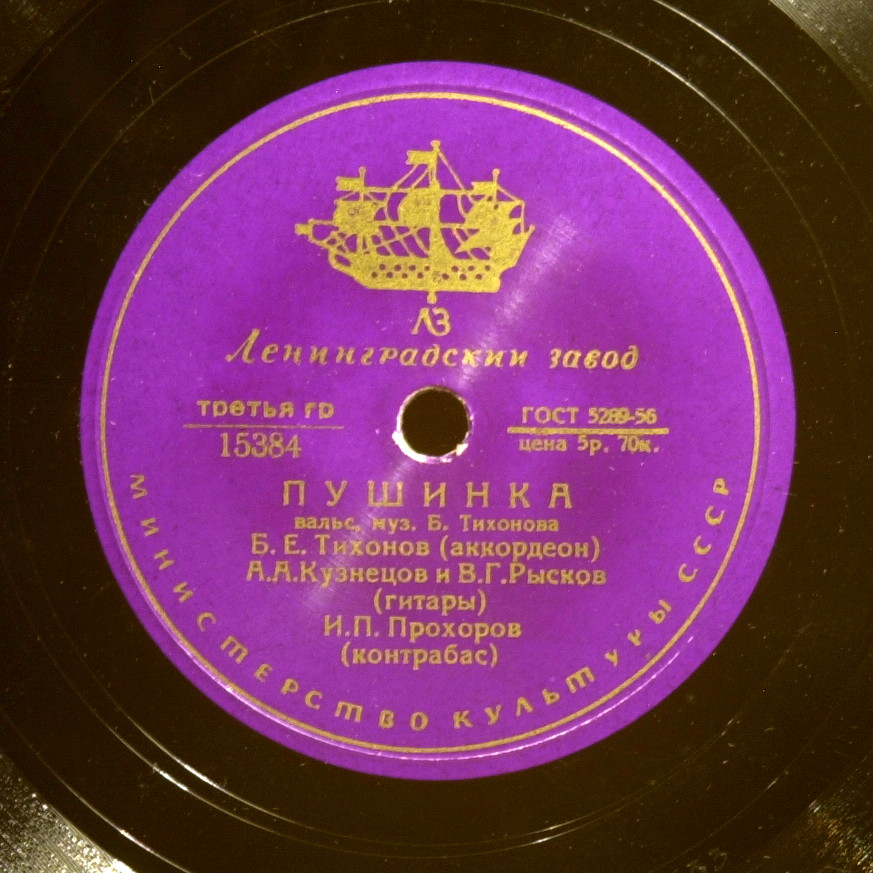 ЛЗ
Ленинградский завод
третья гр
15384
ГОСТ 5289-56
цена 5р. 70к.
ПУШИНКА
вальс, муз. Б. Тихонова
Б. Е. Тихонов (аккордеон)
А.А.Кузнецов и В.Г.Рысков
(гитары)
И.П. Прохоров
(контрабас)
МИНИСТЕРСТВО КУЛЬТУРЫ СССР